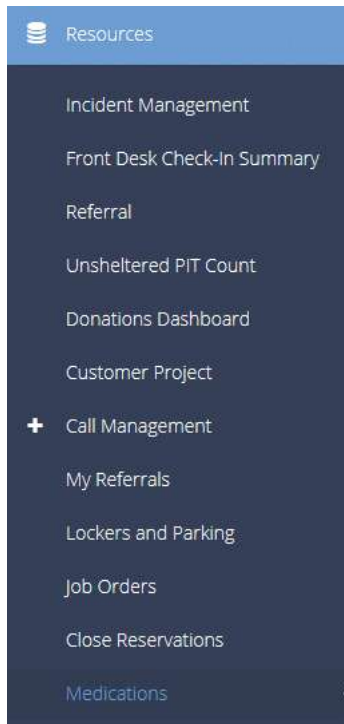 Resources
Incident Management
Front Desk Check-In Summary
Referral
Unsheltered PIT Count
Donations Dashboard
Customer Project
Call Management
My Referrals
Lockers and Parking
Job Orders
Close Reservations
Medications